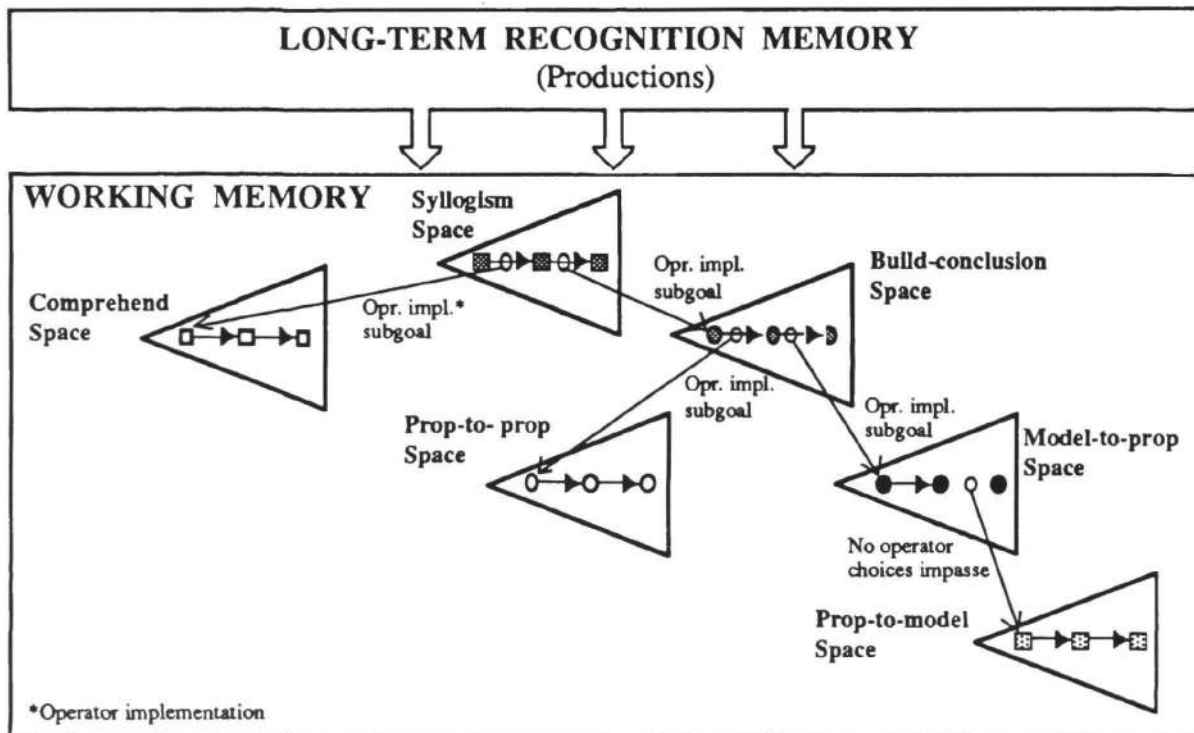 LONG-TERM RECOGNITION MEMORY
(Productions)
WORKING MEMORY
Syllogism
Space
Comprehend
Space
Opr. impl.*
subgoal
Opr. impl.
subgoal
Build-conclusion
Space
Opr. impl.
subgoal
Prop-to- prop
Space
Opr. impl.
subgoal
Model-to-prop
Space
No operator
choices impasse
Prop-to-model
Space
*Operator implementation